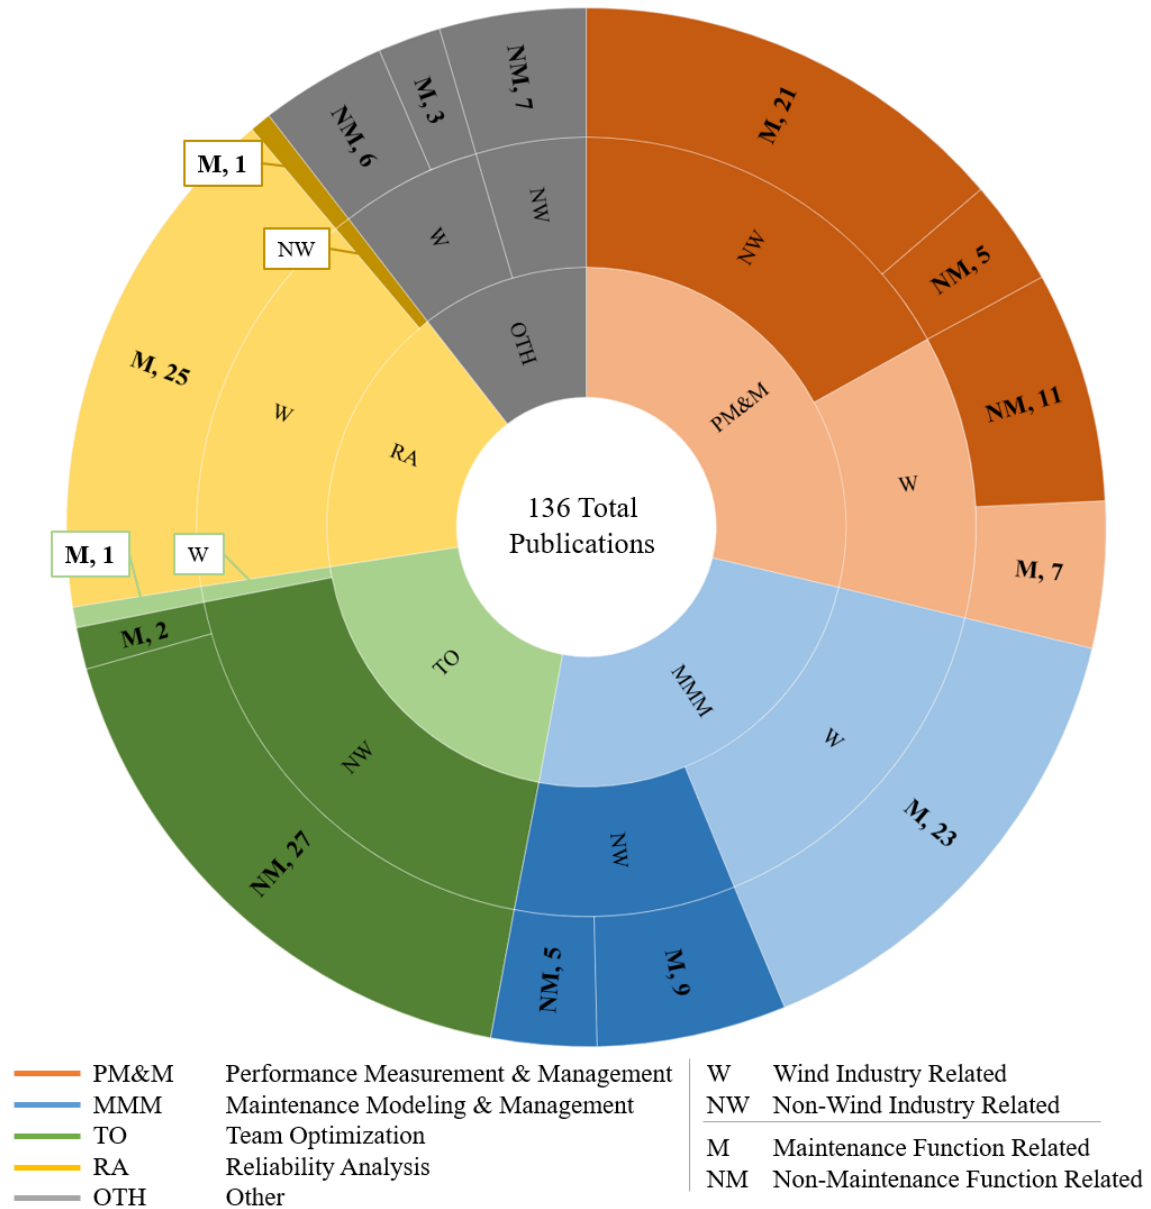 136 Total
Publications
PM&M
NW
M, 21
NM, 5
W
NM, 11
M, 7
MMM
W
M, 23
NW
M, 9
NM, 5
TO
NW
NM, 27
M, 2
W
M, 1
RA
W
M, 25
NW
M, 1
OTH
W
NM, 6
M, 3
NW
NM, 7
PM&M Performance Measurement & Management
MMM Maintenance Modeling & Management
TO Team Optimization
RA Reliability Analysis
OTH Other
W Wind Industry Related
NW Non-Wind Industry Related
M Maintenance Function Related
NM Non-Maintenance Function Related